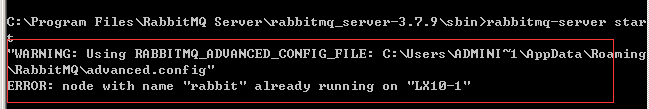 C:\Program Files\RabbitMQ Server\rabbitmq_server-3.7.9\sbin>rabbitmq-server star
t
"WARNING: Using RABBITMQ_ADVANCED_CONFIG_FILE: C:\Users\ADMINI~1\AppData\Roaming
\RabbitMQ\advanced.config"
ERROR: node with name "rabbit" already running on "LX10-1"